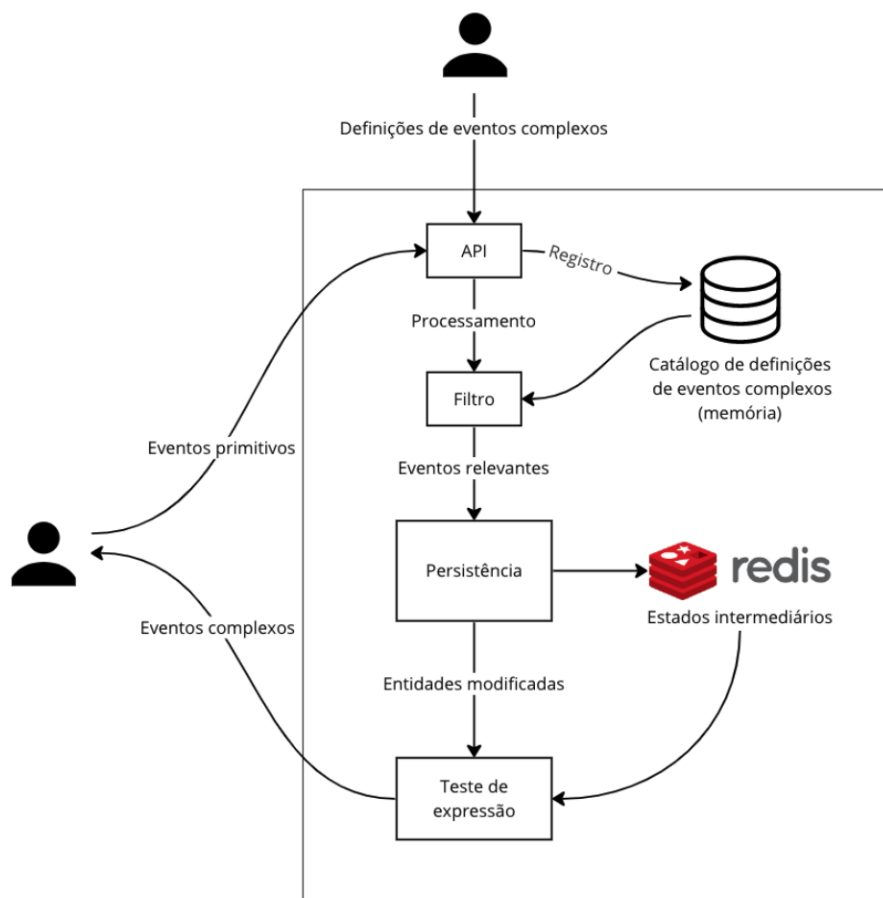 Definições de eventos complexos
API
Registro
Processamento
Catálogo de definições
de eventos complexos
(memória)
Filtro
Eventos primitivos
Eventos relevantes
Persistência
redis
Estados intermediários
Eventos complexos
Entidades modificadas
Teste de
expressão